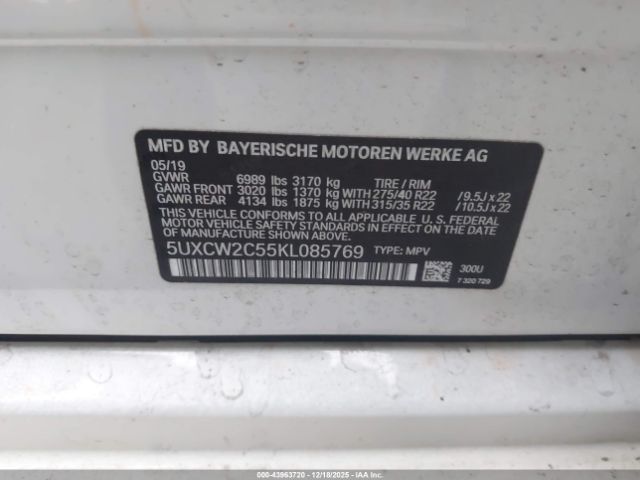 MFD BY BAYERISCHE MOTOREN WERKE AG
05/19
GVWR 6989 lbs 3170 kg TIRE / RIM
GAWR FRONT 3020 lbs 1370 kg WITH 275/40 R22 /9.5J x 22
GAWR REAR 4134 lbs 1875 kg WITH 315/35 R22 /10.5J x 22
THIS VEHICLE CONFORMS TO ALL APPLICABLE U. S. FEDERAL
MOTOR VEHICLE SAFETY STANDARDS IN EFFECT ON THE DATE
OF MANUFACTURE SHOWN ABOVE.
5UXCW2C55KL085769 TYPE: MPV
300U
7 320 729
000-43963720 - 12/18/2025 - IAAI.COM